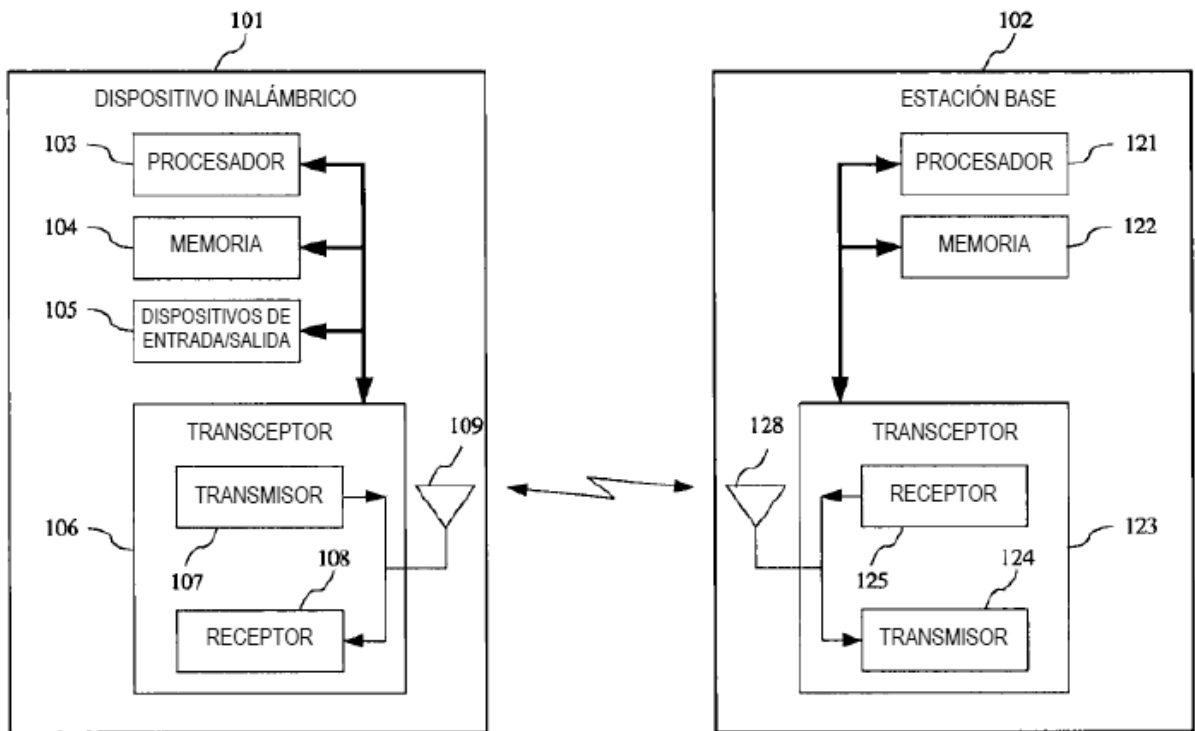 101
102
DISPOSITIVO INALÁMBRICO
103
PROCESADOR
104
MEMORIA
105
DISPOSITIVOS DE
ENTRADA/SALIDA
TRANSCEPTOR
109
TRANSMISOR
106
107
108
RECEPTOR
ESTACIÓN BASE
121
PROCESADOR
122
MEMORIA
TRANSCEPTOR
128
RECEPTOR
123
125
124
TRANSMISOR